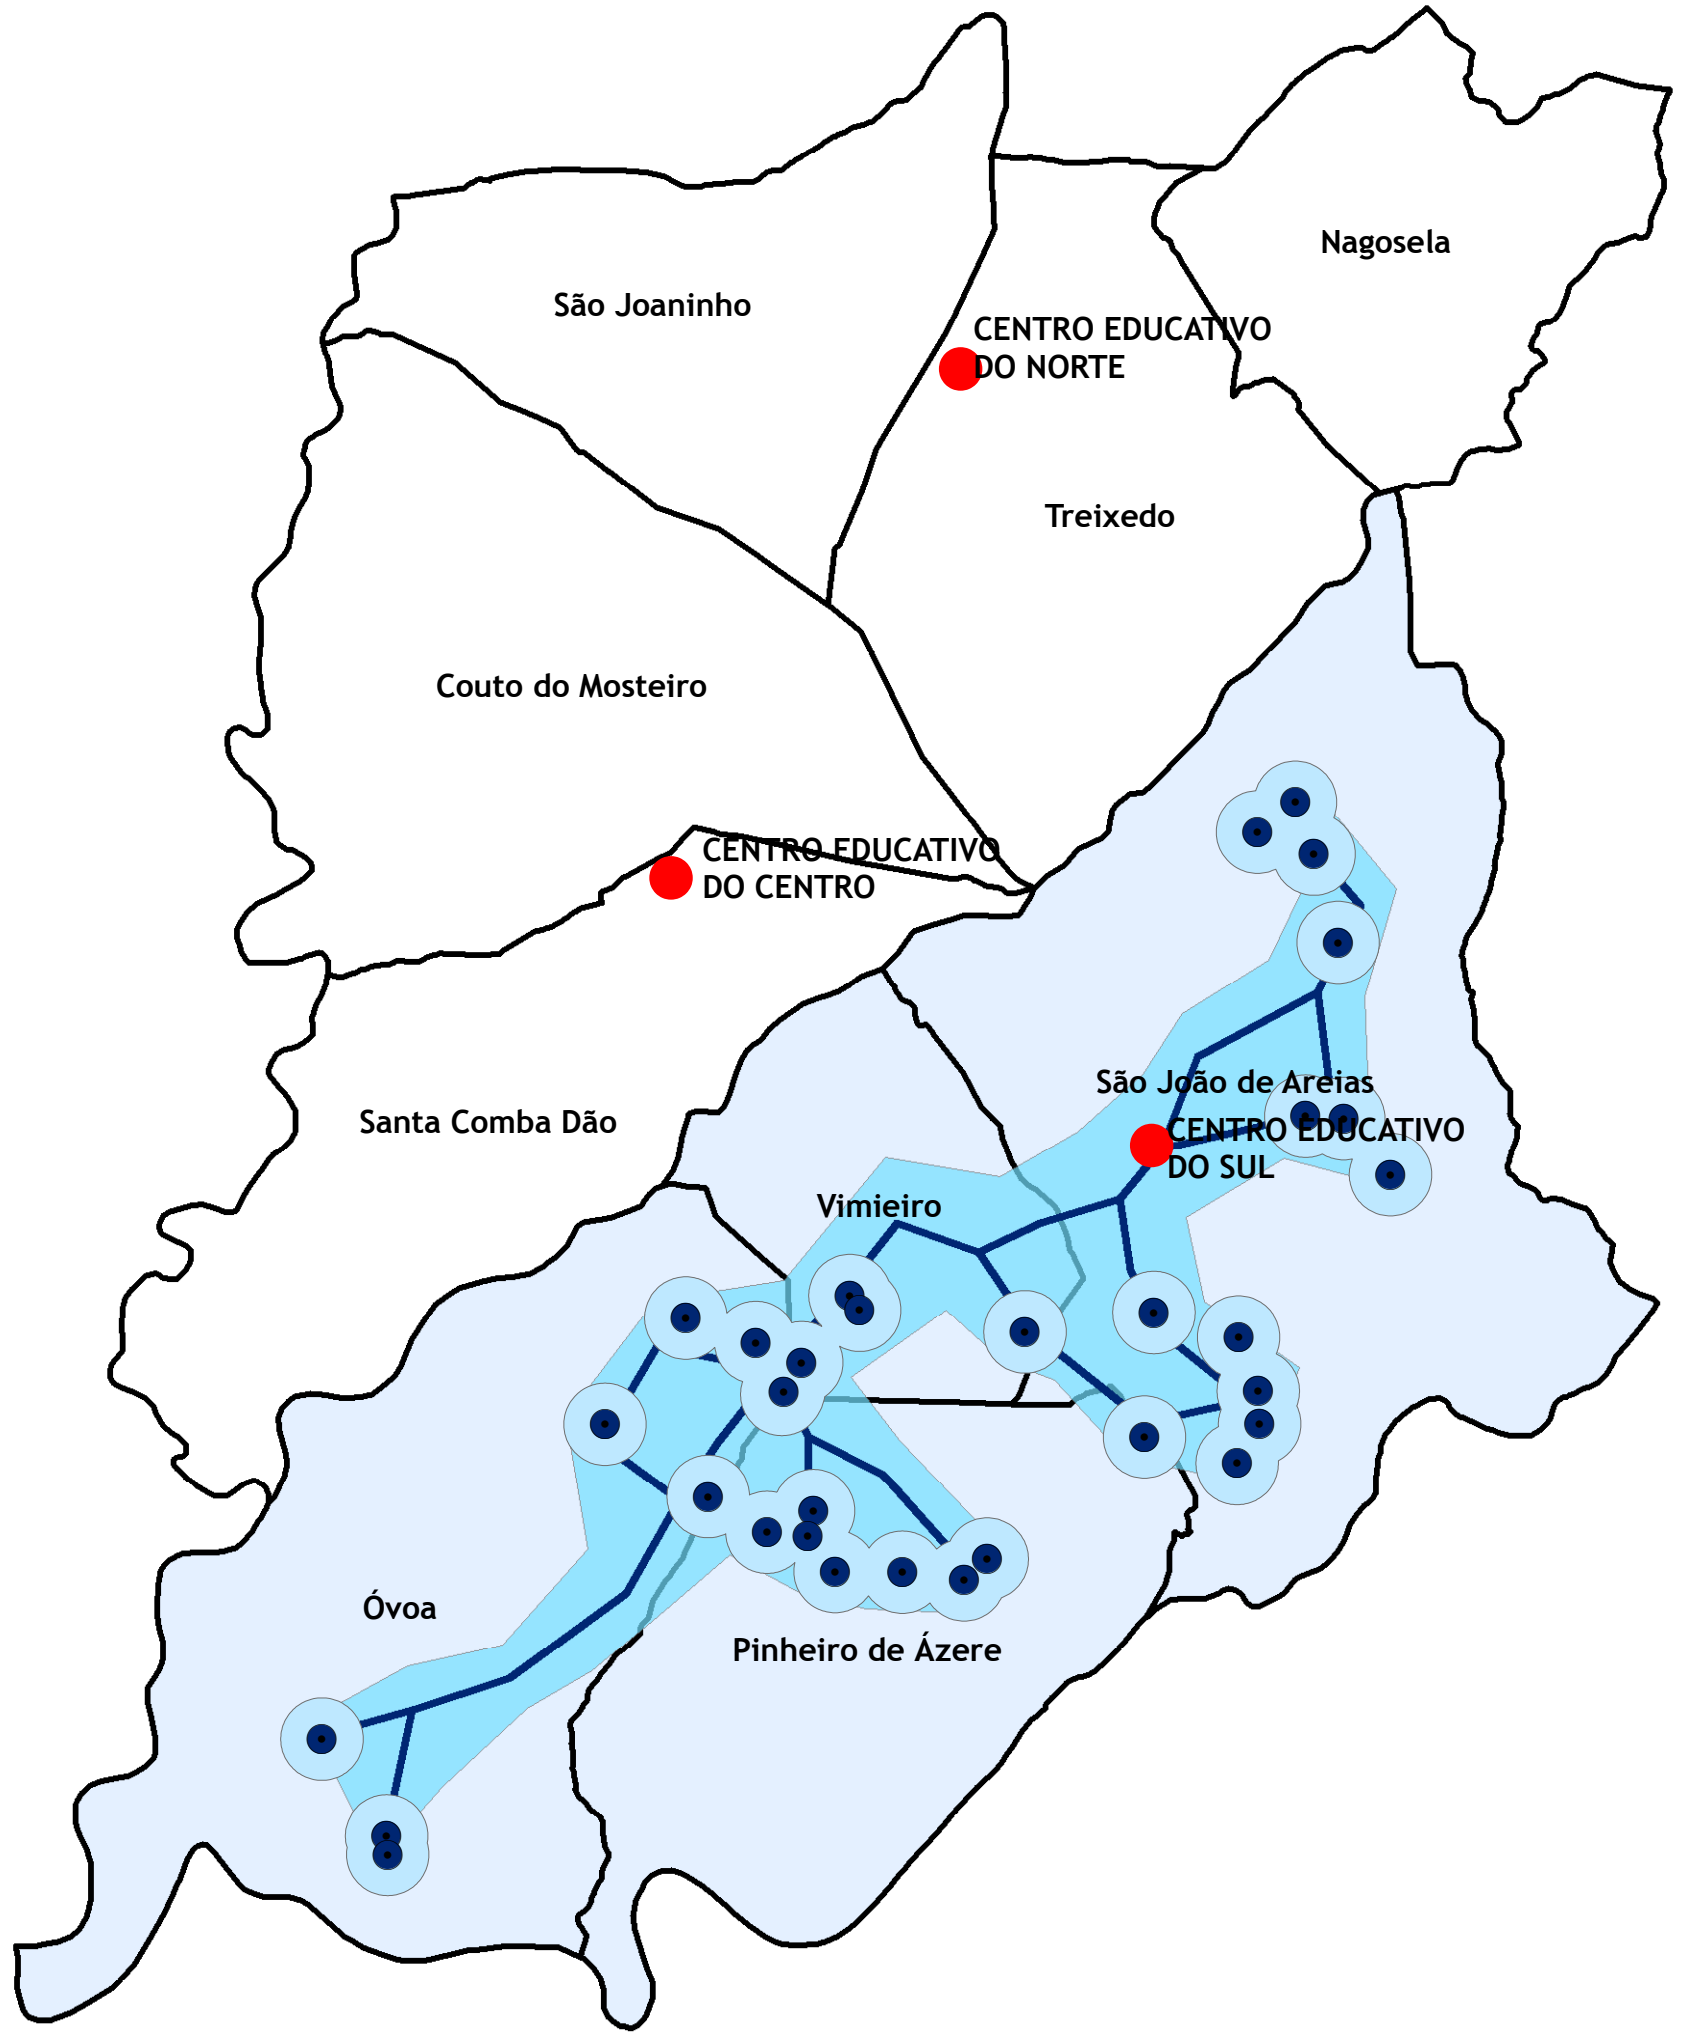 Nagosela
São Joaninho
CENTRO EDUCATIVO
DO NORTE
Treixedo
Couto do Mosteiro
CENTRO EDUCATIVO
DO CENTRO
São João de Areias
Santa Comba Dão
CENTRO EDUCATIVO
DO SUL
Vimieiro
Óvoa
Pinheiro de Ázere